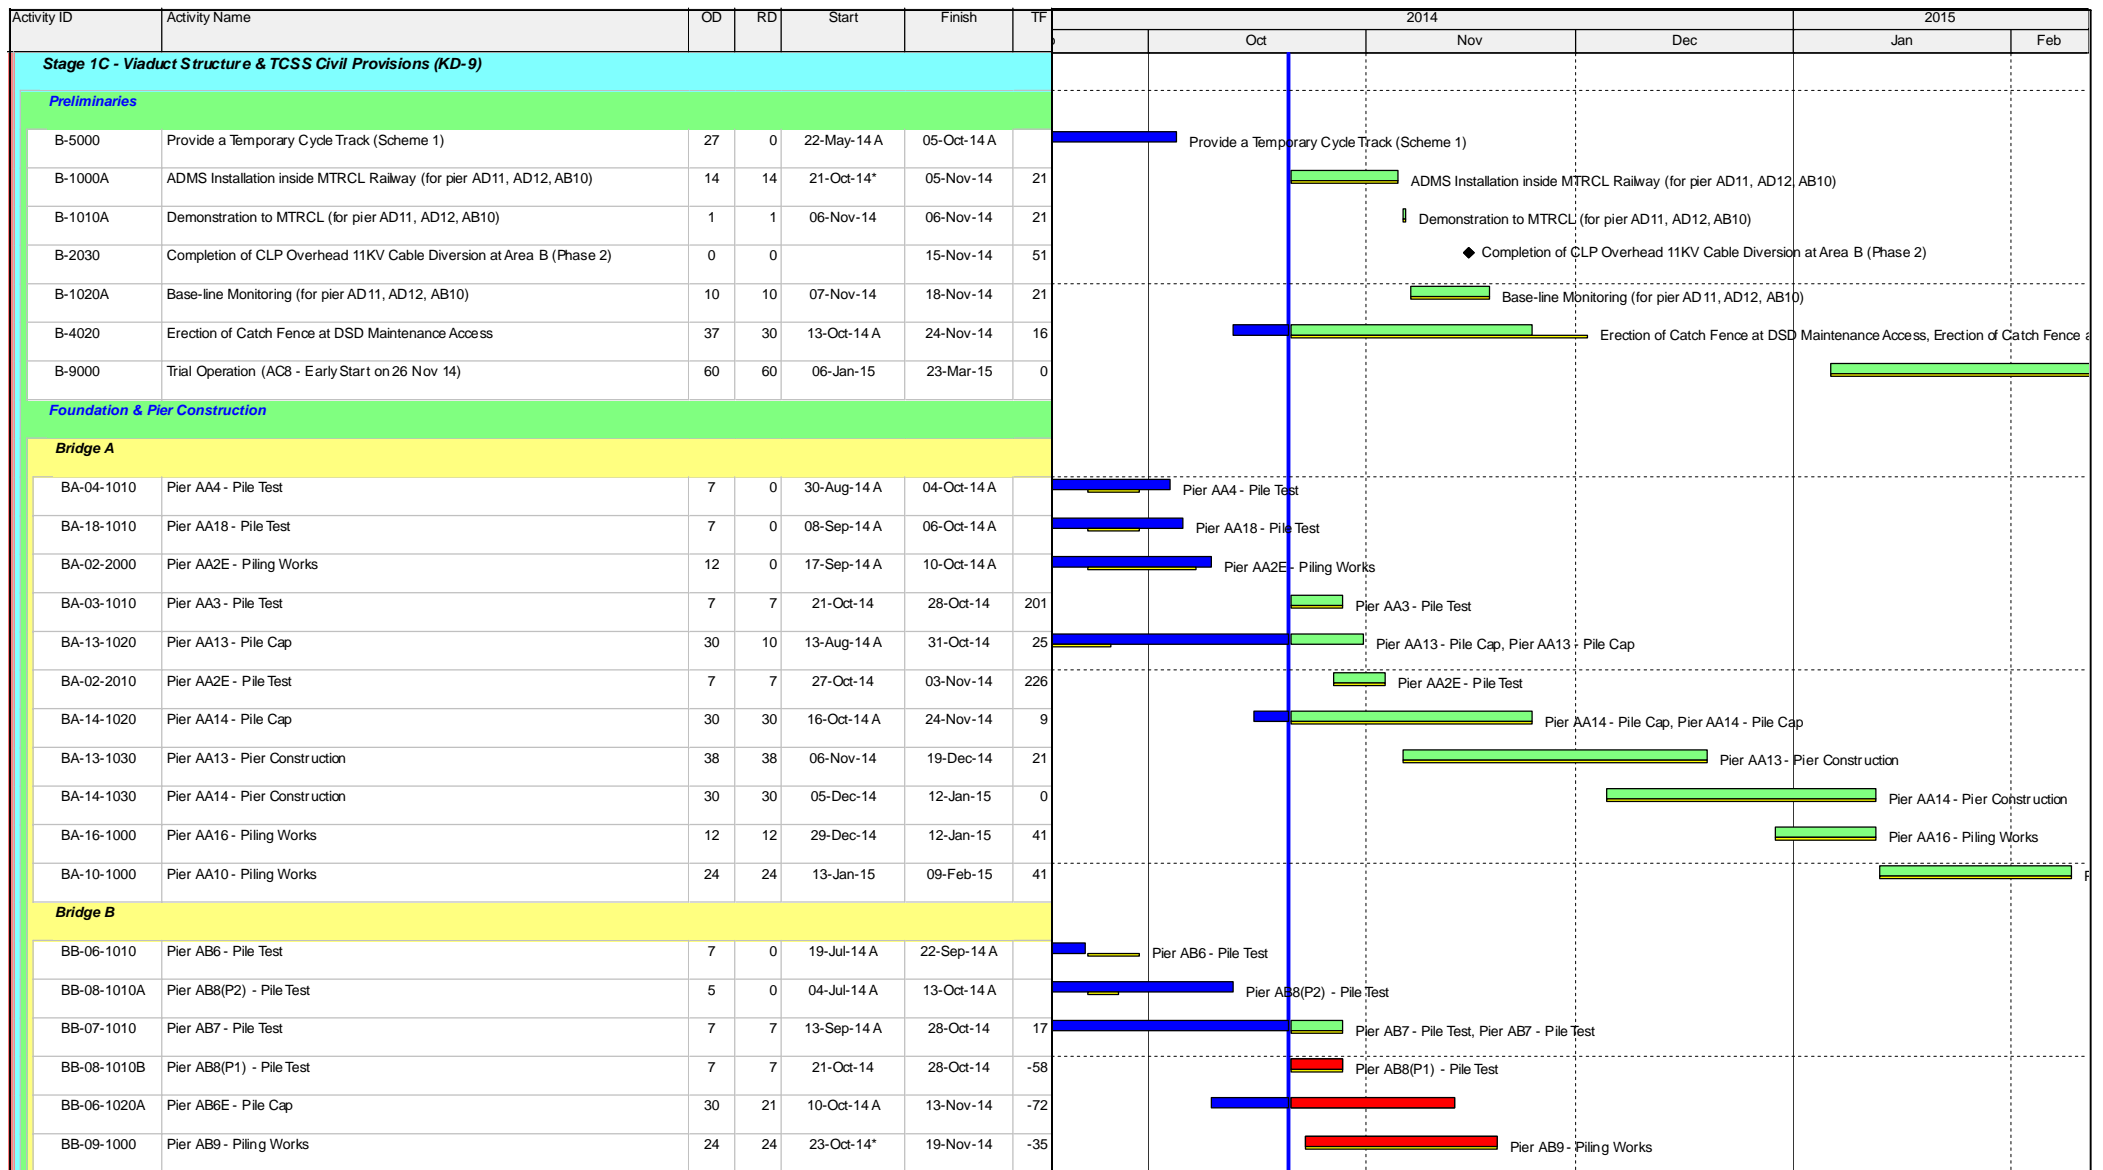 Activity ID Activity Name OD RD Start Finish TF 2014 2015
Oct Nov Dec Jan Feb
Stage 1C - Viaduct Structure & TCSS Civil Provisions (KD-9)
Preliminaries
B-5000 Provide a Temporary Cycle Track (Scheme 1) 27 0 22-May-14 A 05-Oct-14 A Provide a Temporary Cycle Track (Scheme 1)
B-1000A ADMS Installation inside MTRCL Railway (for pier AD11, AD12, AB10) 14 14 21-Oct-14* 05-Nov-14 21 ADMS Installation inside MTRCL Railway (for pier AD11, AD12, AB10)
B-1010A Demonstration to MTRCL (for pier AD11, AD12, AB10) 1 1 06-Nov-14 06-Nov-14 21 Demonstration to MTRCL (for pier AD11, AD12, AB10)
B-2030 Completion of CLP Overhead 11KV Cable Diversion at Area B (Phase 2) 0 0 15-Nov-14 51 Completion of CLP Overhead 11KV Cable Diversion at Area B (Phase 2)
B-1020A Base-line Monitoring (for pier AD11, AD12, AB10) 10 10 07-Nov-14 18-Nov-14 21 Base-line Monitoring (for pier AD11, AD12, AB10)
B-4020 Erection of Catch Fence at DSD Maintenance Access 37 30 13-Oct-14 A 24-Nov-14 16 Erection of Catch Fence at DSD Maintenance Access, Erection of Catch Fence
B-9000 Trial Operation (AC8 - Early Start on 26 Nov 14) 60 60 06-Jan-15 23-Mar-15 0
Foundation & Pier Construction
Bridge A
BA-04-1010 Pier AA4 - Pile Test 7 0 30-Aug-14 A 04-Oct-14 A Pier AA4 - Pile Test
BA-18-1010 Pier AA18 - Pile Test 7 0 08-Sep-14 A 06-Oct-14 A Pier AA18 - Pile Test
BA-02-2000 Pier AA2E - Piling Works 12 0 17-Sep-14 A 10-Oct-14 A Pier AA2E - Piling Works
BA-03-1010 Pier AA3 - Pile Test 7 7 21-Oct-14 28-Oct-14 201 Pier AA3 - Pile Test
BA-13-1020 Pier AA13 - Pile Cap 30 10 13-Aug-14 A 31-Oct-14 25 Pier AA13 - Pile Cap, Pier AA13 - Pile Cap
BA-02-2010 Pier AA2E - Pile Test 7 7 27-Oct-14 03-Nov-14 226 Pier AA2E - Pile Test
BA-14-1020 Pier AA14 - Pile Cap 30 30 16-Oct-14 A 24-Nov-14 9 Pier AA14 - Pile Cap, Pier AA14 - Pile Cap
BA-13-1030 Pier AA13 - Pier Construction 38 38 06-Nov-14 19-Dec-14 21 Pier AA13 - Pier Construction
BA-14-1030 Pier AA14 - Pier Construction 30 30 05-Dec-14 12-Jan-15 0 Pier AA14 - Pier Construction
BA-16-1000 Pier AA16 - Piling Works 12 12 29-Dec-14 12-Jan-15 41 Pier AA16 - Piling Works
BA-10-1000 Pier AA10 - Piling Works 24 24 13-Jan-15 09-Feb-15 41
Bridge B
BB-06-1010 Pier AB6 - Pile Test 7 0 19-Jul-14 A 22-Sep-14 A Pier AB6 - Pile Test
BB-08-1010A Pier AB8(P2) - Pile Test 5 0 04-Jul-14 A 13-Oct-14 A Pier AB8(P2) - Pile Test
BB-07-1010 Pier AB7 - Pile Test 7 7 13-Sep-14 A 28-Oct-14 17 Pier AB7 - Pile Test, Pier AB7 - Pile Test
BB-08-1010B Pier AB8(P1) - Pile Test 7 7 21-Oct-14 28-Oct-14 -58 Pier AB8(P1) - Pile Test
BB-06-1020A Pier AB6E - Pile Cap 30 21 10-Oct-14 A 13-Nov-14 -72
BB-09-1000 Pier AB9 - Piling Works 24 24 23-Oct-14* 19-Nov-14 -35 Pier AB9 - Piling Works